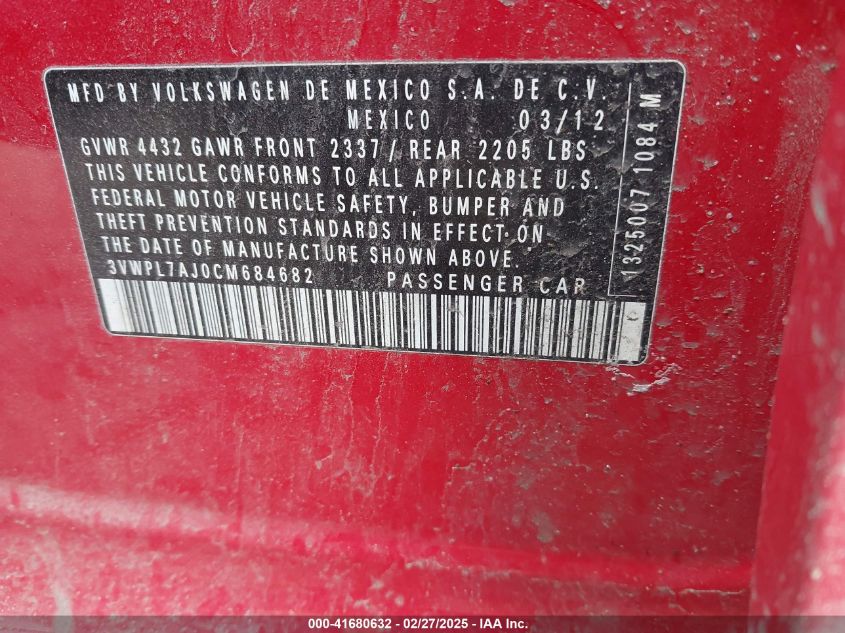 MFD BY VOLKSWAGEN DE MEXICO S.A. DE C.V.
MEXICO 03/12
GVWR 4432 GAWR FRONT 2337/ REAR 2205 LBS
THIS VEHICLE CONFORMS TO ALL APPLICABLE U.S.
FEDERAL MOTOR VEHICLE SAFETY, BUMPER AND
THEFT PREVENTION STANDARDS IN EFFECT ON
THE DATE OF MANUFACTURE SHOWN ABOVE.
3VWPL7AJ0CM684682 PASSENGER CAR
1325007 1084 M
000-41680632 - 02/27/2025 - IAA Inc.